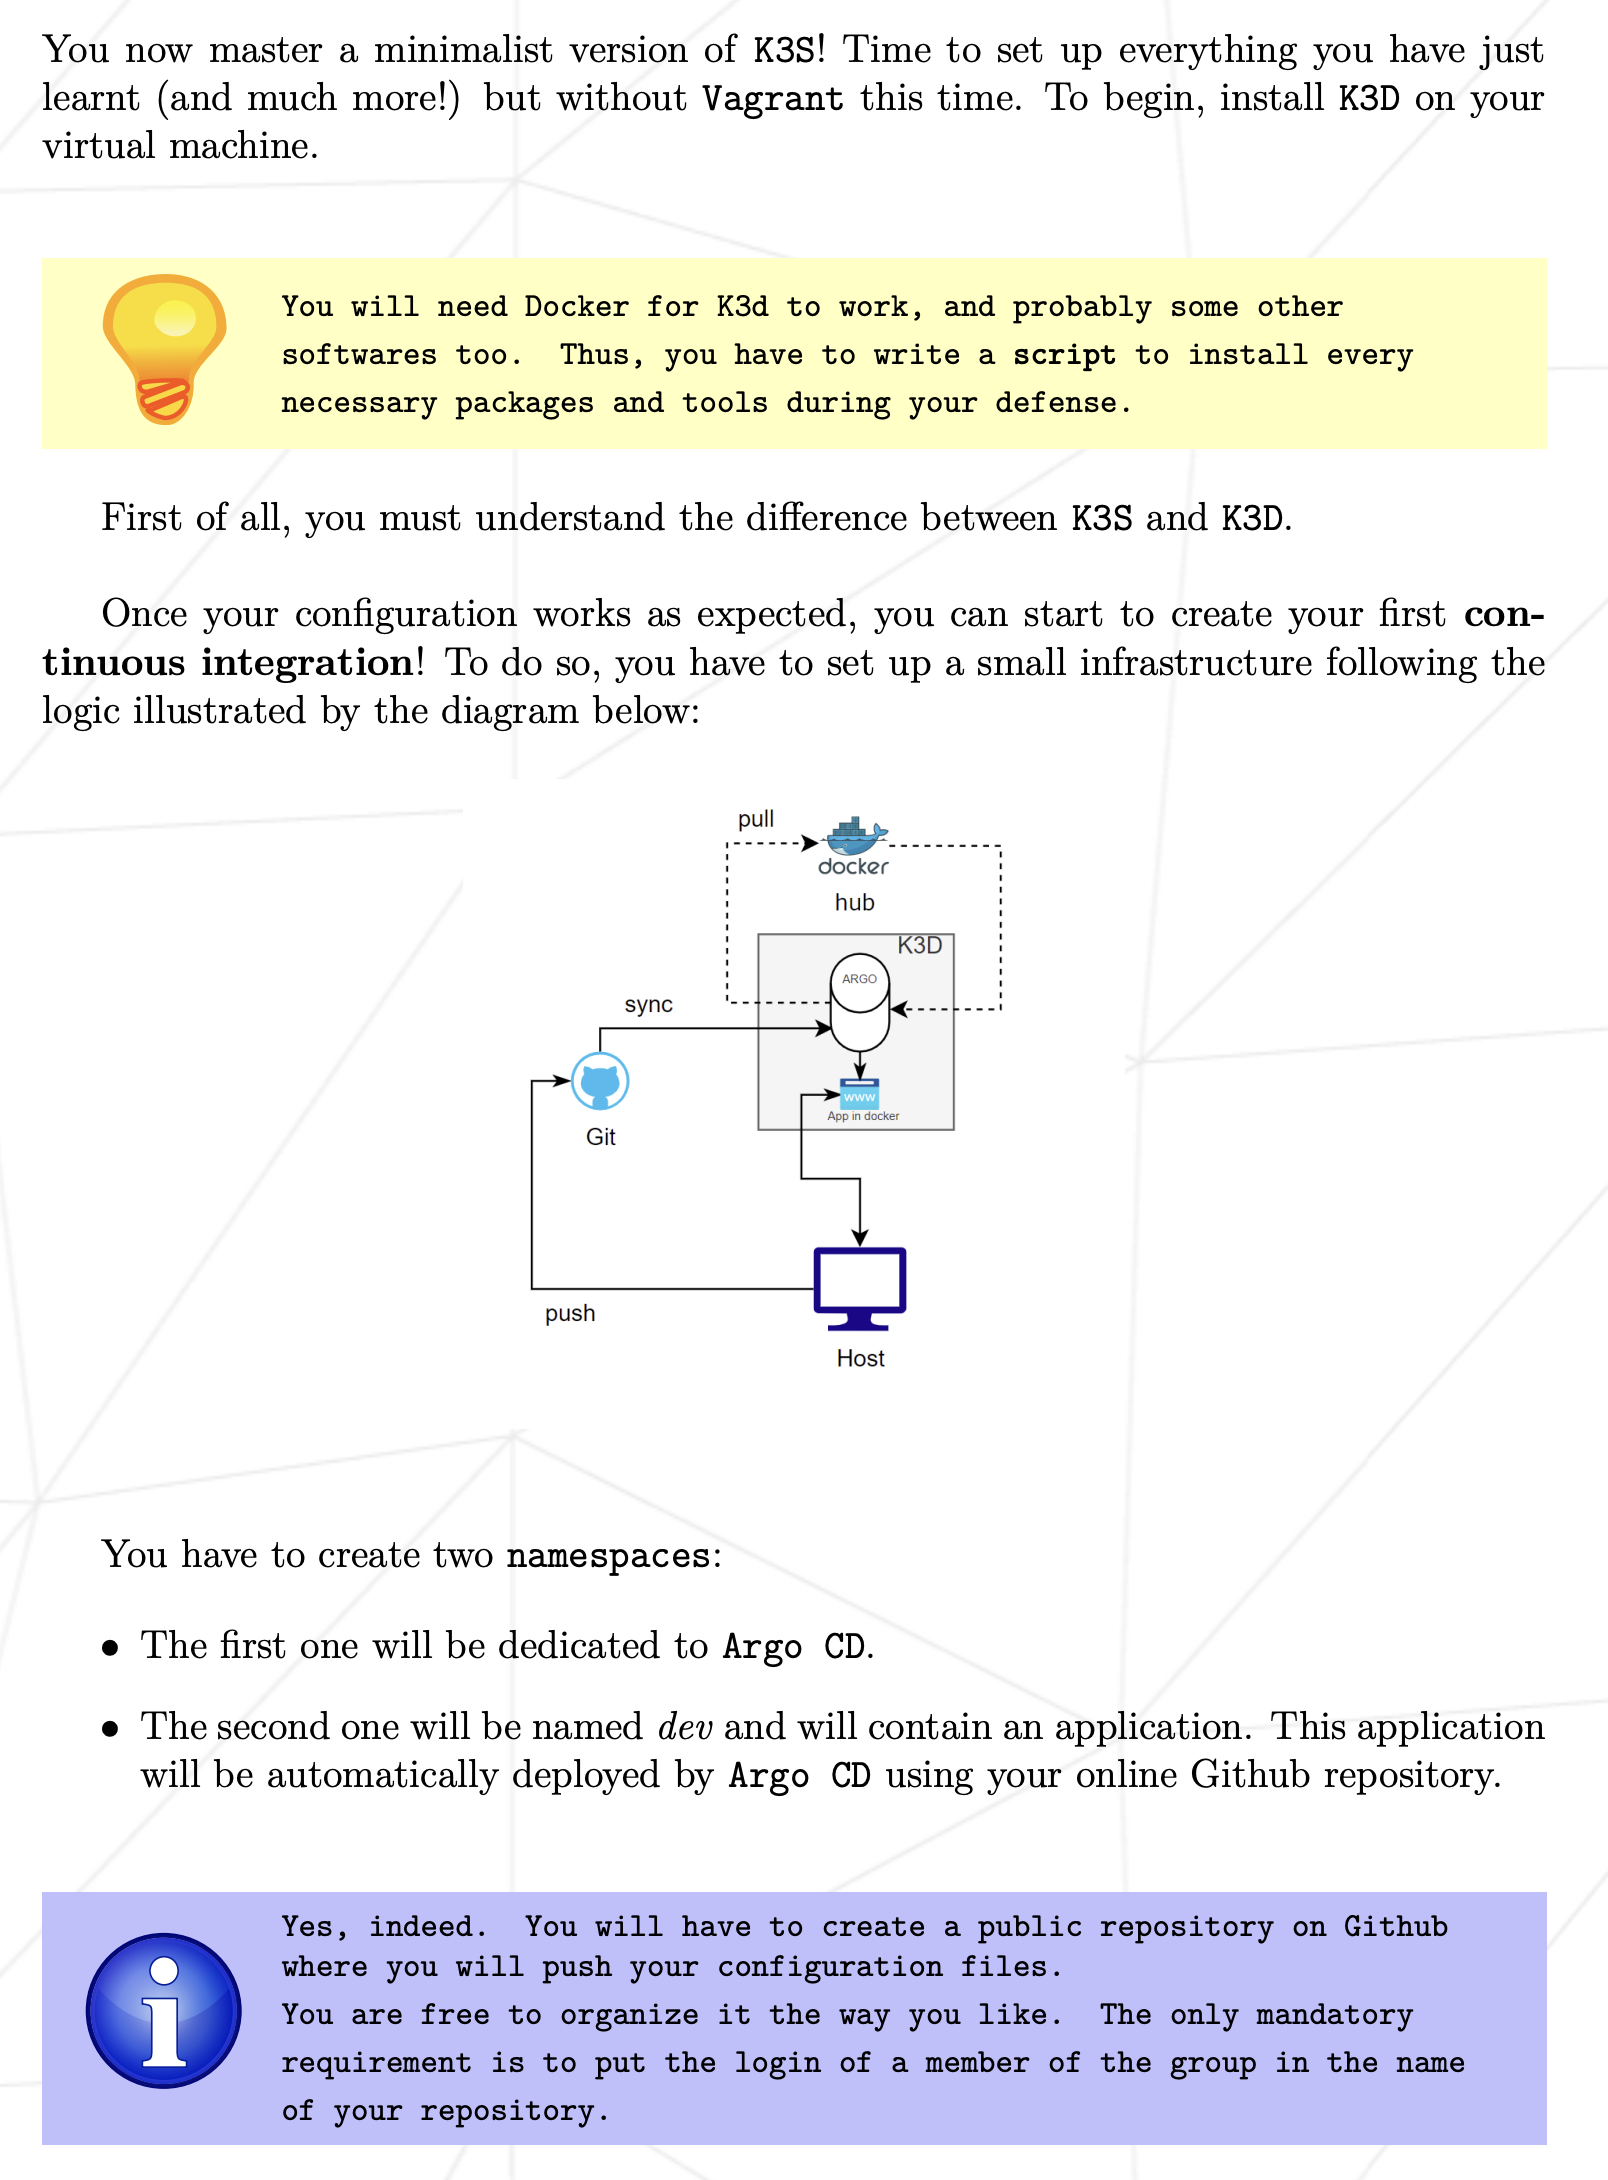 You now master a minimalist version of K3S! Time to set up everything you have just
learnt (and much more!) but without Vagrant this time. To begin, install K3D on your
virtual machine.
You will need Docker for K3d to work, and probably some other
softwares too. Thus, you have to write a script to install every
necessary packages and tools during your defense.
First of all, you must understand the difference between K3S and K3D.
Once your configuration works as expected, you can start to create your first con-
tinuous integration! To do so, you have to set up a small infrastructure following the
logic illustrated by the diagram below:
pull
docker
hub
K3D
ARGO
sync
www
App in docker
Git
push
Host
You have to create two namespaces:
• The first one will be dedicated to Argo CD.
• The second one will be named dev and will contain an application. This application
will be automatically deployed by Argo CD using your online Github repository.
Yes, indeed. You will have to create a public repository on Github
where you will push your configuration files.
You are free to organize it the way you like. The only mandatory
requirement is to put the login of a member of the group in the name
of your repository.